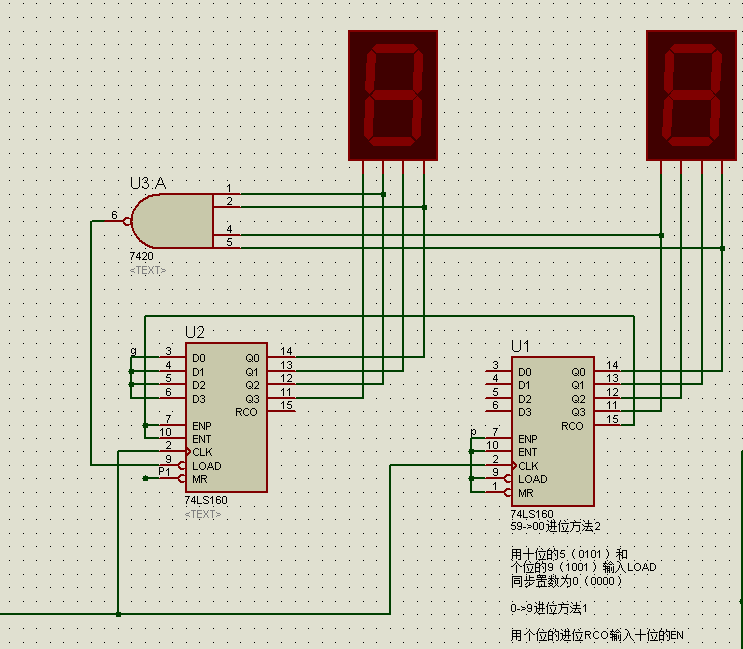 U3:A
1
2
4
5
6
7420
<TEXT>
U2
g
3 D0 Q0 14
4 D1 Q1 13
5 D2 Q2 12
6 D3 Q3 11
RCO 15
7 ENP
10 ENT
2 CLK
9 LOAD
P1 MR
74LS160
<TEXT>
U1
3 D0 Q0 14
4 D1 Q1 13
5 D2 Q2 12
6 D3 Q3 11
RCO 15
p 7 ENP
10 ENT
2 CLK
9 LOAD
1 MR
74LS160
59->00进位方法2
用十位的5（0101）和
个位的9（1001）输入LOAD
同步置数为0（0000）
0->9进位方法1
用个位的进位RCO输入十位的EN